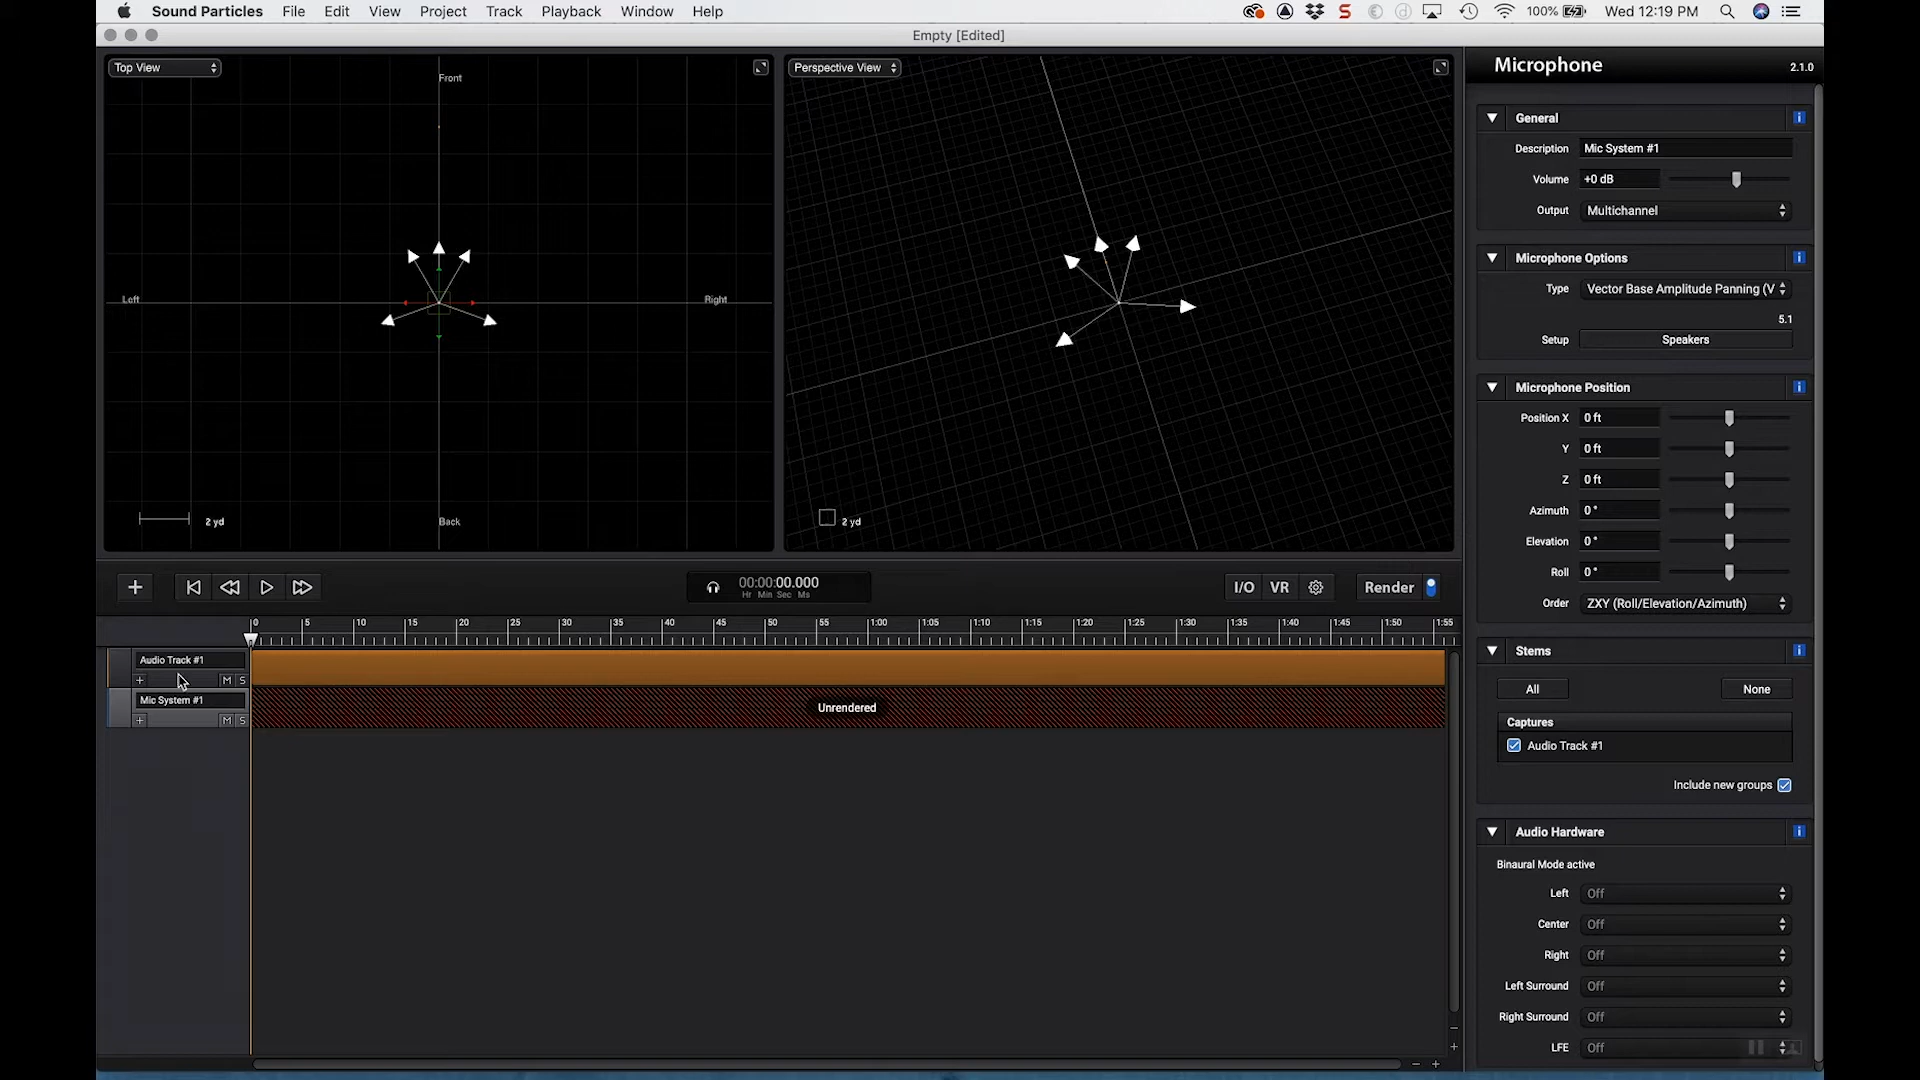 Sound Particles File Edit View Project Track Playback Window Help 100% Wed 12:19 PM
Empty [Edited]
Top View
Front
Left
Right
Back
2 yd
Perspective View
2 yd
Microphone 2.1.0
General
Description Mic System #1
Volume +0 dB
Output Multichannel
Microphone Options
Type Vector Base Amplitude Panning (V
5.1
Setup Speakers
Microphone Position
Position X 0 ft
Y 0 ft
Z 0 ft
Azimuth 0 °
Elevation 0 °
Roll 0 °
Order ZXY (Roll/Elevation/Azimuth)
Stems
All None
Captures
Audio Track #1
Include new groups
Audio Hardware
Binaural Mode active
Left Off
Center Off
Right Off
Left Surround Off
Right Surround Off
LFE Off
00:00:00.000
Hr Min Sec Ms
I/O VR Render
0 5 10 15 20 25 30 35 40 45 50 55 1:00 1:05 1:10 1:15 1:20 1:25 1:30 1:35 1:40 1:45 1:50 1:55
Audio Track #1
+ M S
Mic System #1
+ M S
Unrendered